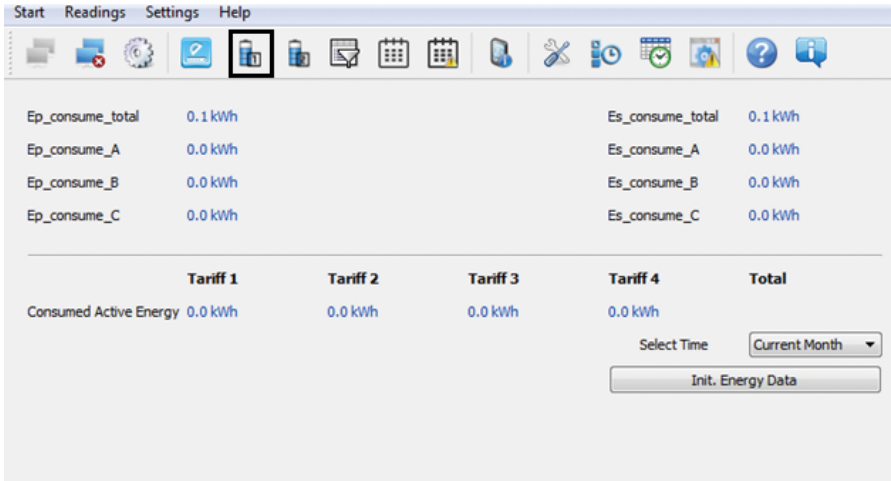 Start Readings Settings Help
1 2
Ep_consume_total 0.1 kWh Es_consume_total 0.1 kWh
Ep_consume_A 0.0 kWh Es_consume_A 0.0 kWh
Ep_consume_B 0.0 kWh Es_consume_B 0.0 kWh
Ep_consume_C 0.0 kWh Es_consume_C 0.0 kWh
Tariff 1 Tariff 2 Tariff 3 Tariff 4 Total
Consumed Active Energy 0.0 kWh 0.0 kWh 0.0 kWh 0.0 kWh
Select Time Current Month
Init. Energy Data